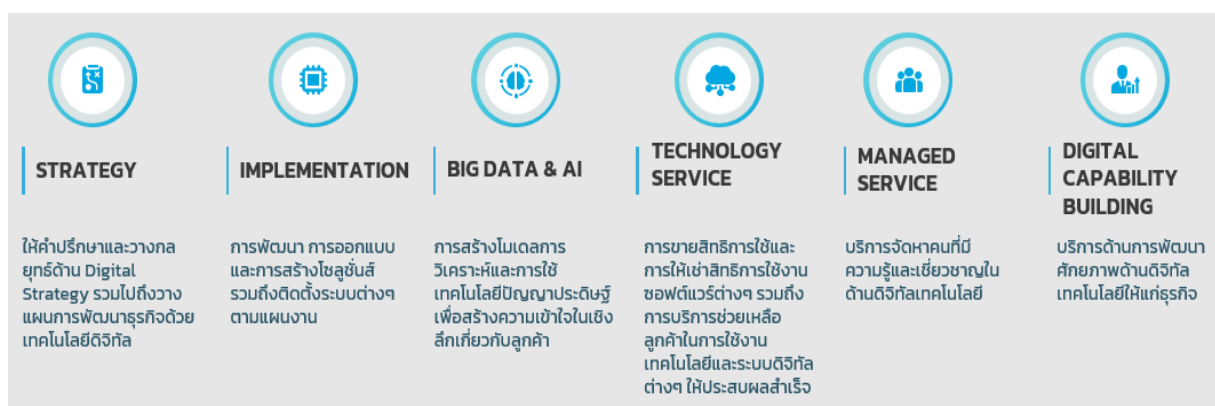 STRATEGY
ให้คำปรึกษาและวางกล
ยุทธ์ด้าน Digital
Strategy รวมไปถึงวาง
แผนการพัฒนาธุรกิจด้วย
เทคโนโลยีดิจิทัล
IMPLEMENTATION
การพัฒนา การออกแบบ
และการสร้างโซลูชั่นส์
รวมถึงติดตั้งระบบต่างๆ
ตามแผนงาน
BIG DATA & AI
การสร้างโมเดลการ
วิเคราะห์และการใช้
เทคโนโลยีปัญญาประดิษฐ์
เพื่อสร้างความเข้าใจในเชิง
ลึกเกี่ยวกับลูกค้า
TECHNOLOGY
SERVICE
การขายสิทธิการใช้และ
การให้เช่าสิทธิการใช้งาน
ซอฟต์แวร์ต่างๆ รวมถึง
การบริการช่วยเหลือ
ลูกค้าในการใช้งาน
เทคโนโลยีและระบบดิจิทัล
ต่างๆ ให้ประสบผลสำเร็จ
MANAGED
SERVICE
บริการจัดหาคนที่มี
ความรู้และเชี่ยวชาญใน
ด้านดิจิทัลเทคโนโลยี
DIGITAL
CAPABILITY
BUILDING
บริการด้านการพัฒนา
ศักยภาพด้านดิจิทัล
เทคโนโลยีให้แก่ธุรกิจ